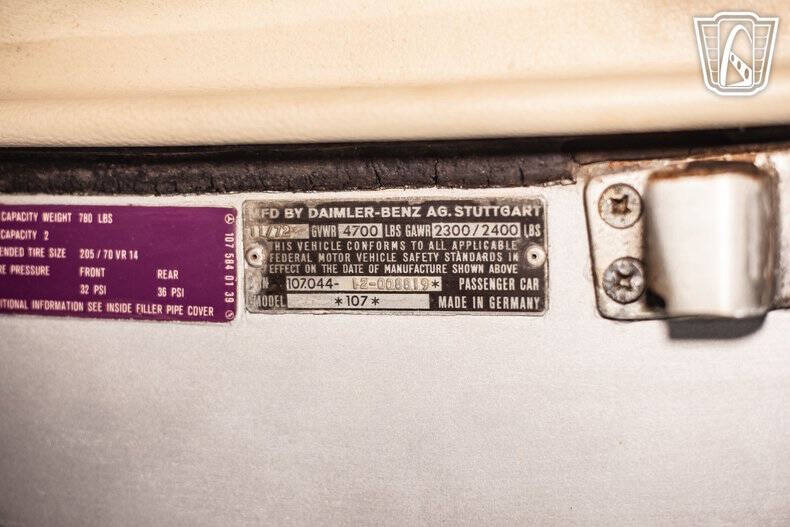 CAPACITY WEIGHT 780 LBS
CAPACITY 2
ENDED TIRE SIZE 205/70 VR 14
RE PRESSURE FRONT REAR
32 PSI 36 PSI
ITIONAL INFORMATION SEE INSIDE FILLER PIPE COVER
107 584 01 39
MFD BY DAIMLER-BENZ AG. STUTTGART
11/72 GVWR 4700 LBS GAWR 2300/2400 LBS
THIS VEHICLE CONFORMS TO ALL APPLICABLE
FEDERAL MOTOR VEHICLE SAFETY STANDARDS IN
EFFECT ON THE DATE OF MANUFACTURE SHOWN ABOVE
107.044- PASSENGER CAR
MODEL *107* MADE IN GERMANY